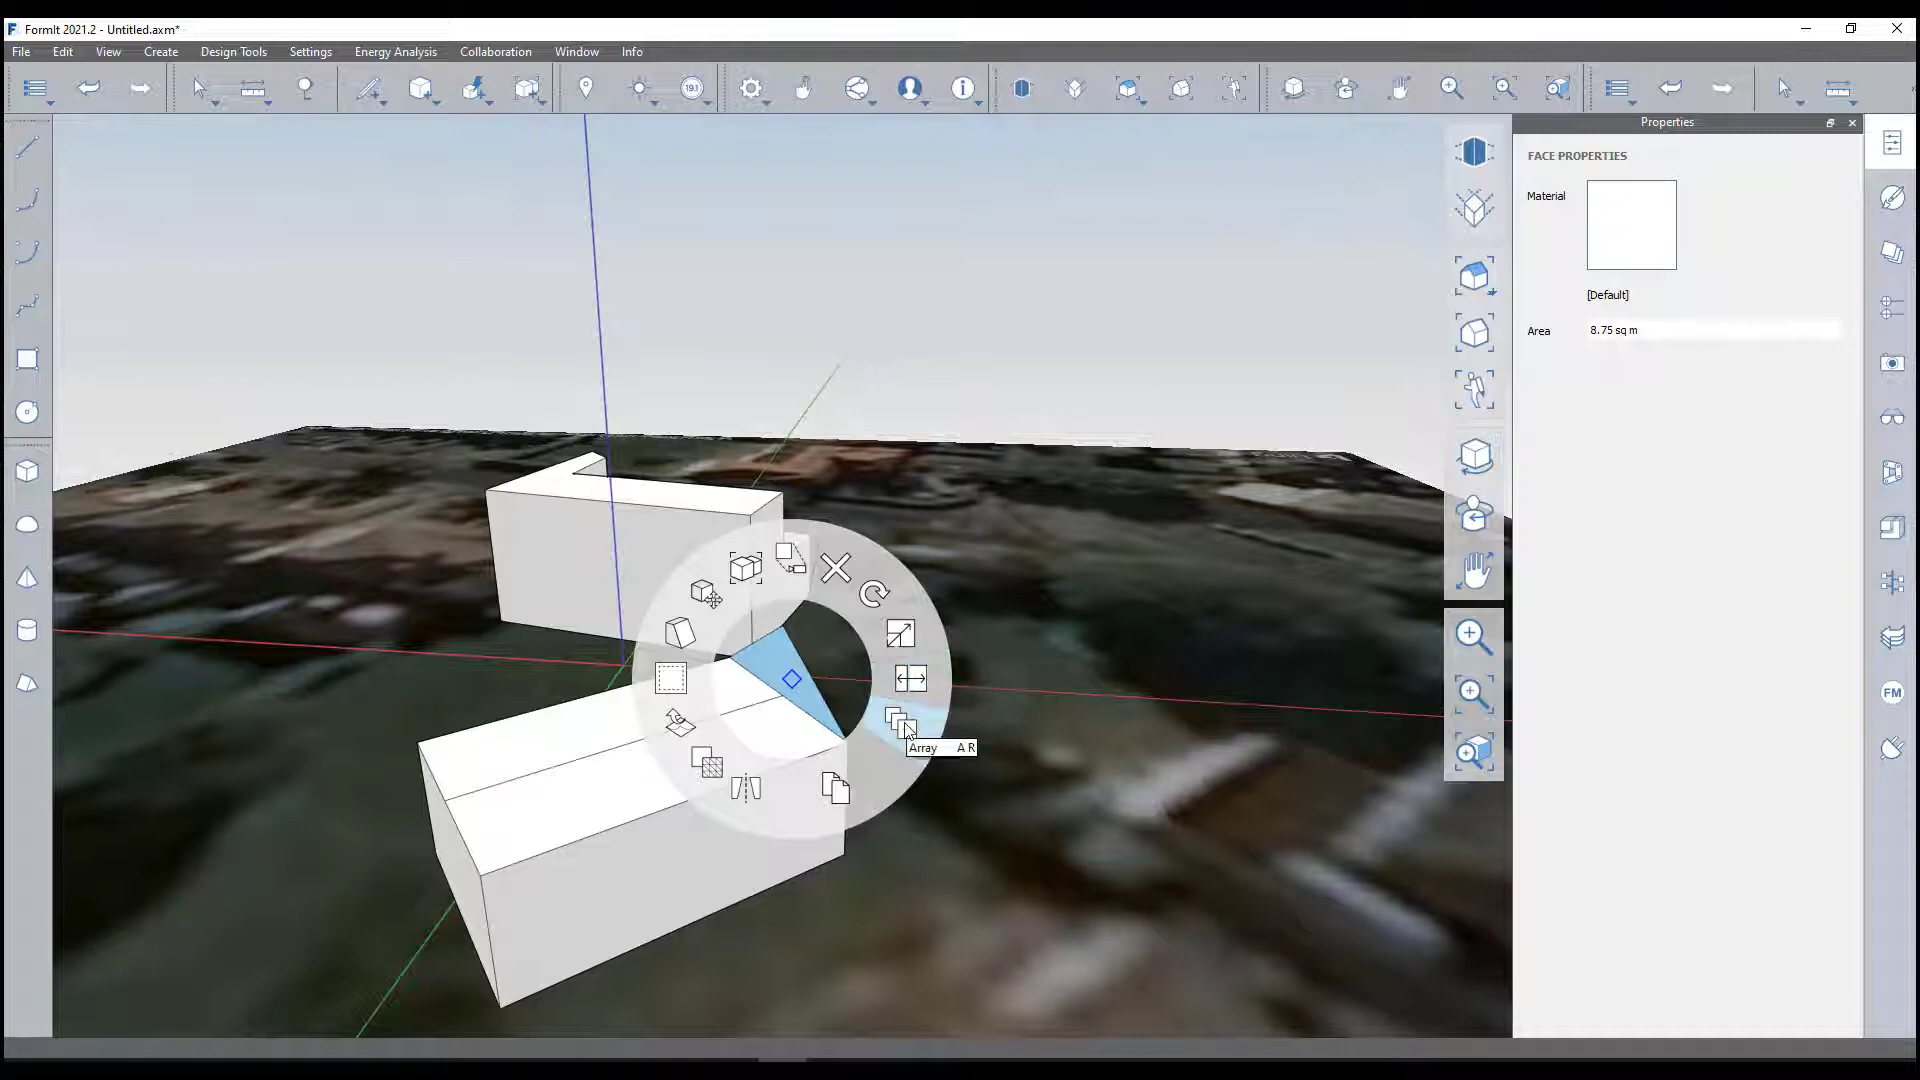 FormIt 2021.2 - Untitled.axm*
File Edit View Create Design Tools Settings Energy Analysis Collaboration Window Info
191
Properties
FACE PROPERTIES
Material
[Default]
Area 8.75 sq m
FM
Array A R